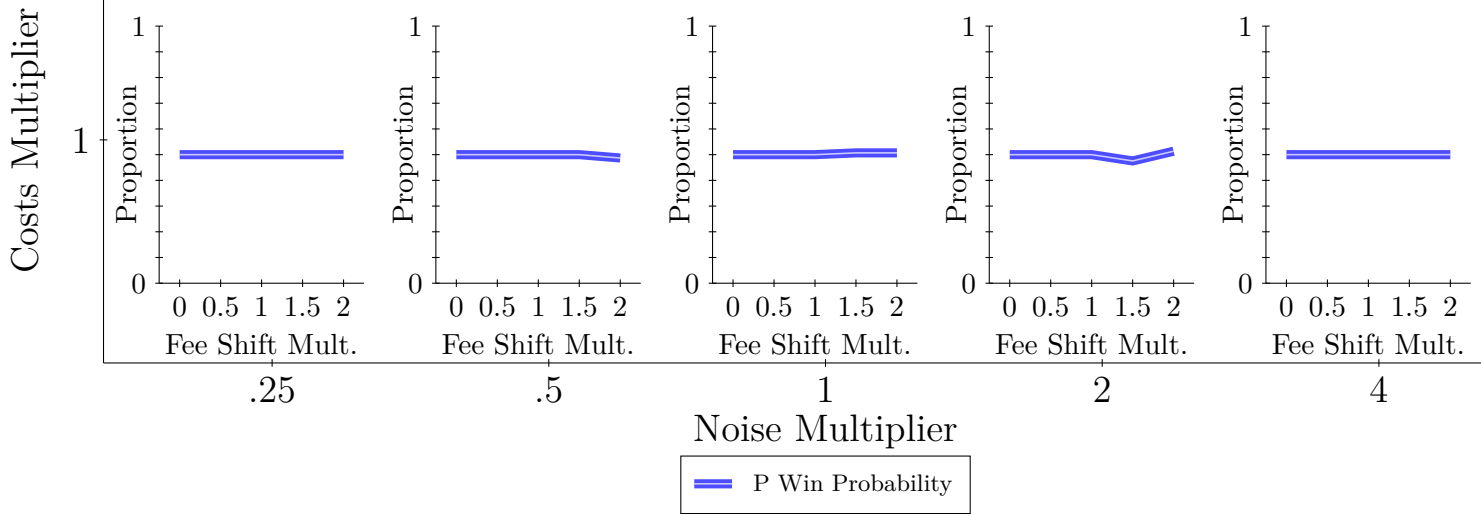 Costs Multiplier
1
1
Proportion
0
0 0.5 1 1.5 2
Fee Shift Mult.
1
Proportion
0
0 0.5 1 1.5 2
Fee Shift Mult.
1
Proportion
0
0 0.5 1 1.5 2
Fee Shift Mult.
1
Proportion
0
0 0.5 1 1.5 2
Fee Shift Mult.
1
Proportion
0
0 0.5 1 1.5 2
Fee Shift Mult.
.25 .5 1 2 4
Noise Multiplier
P Win Probability